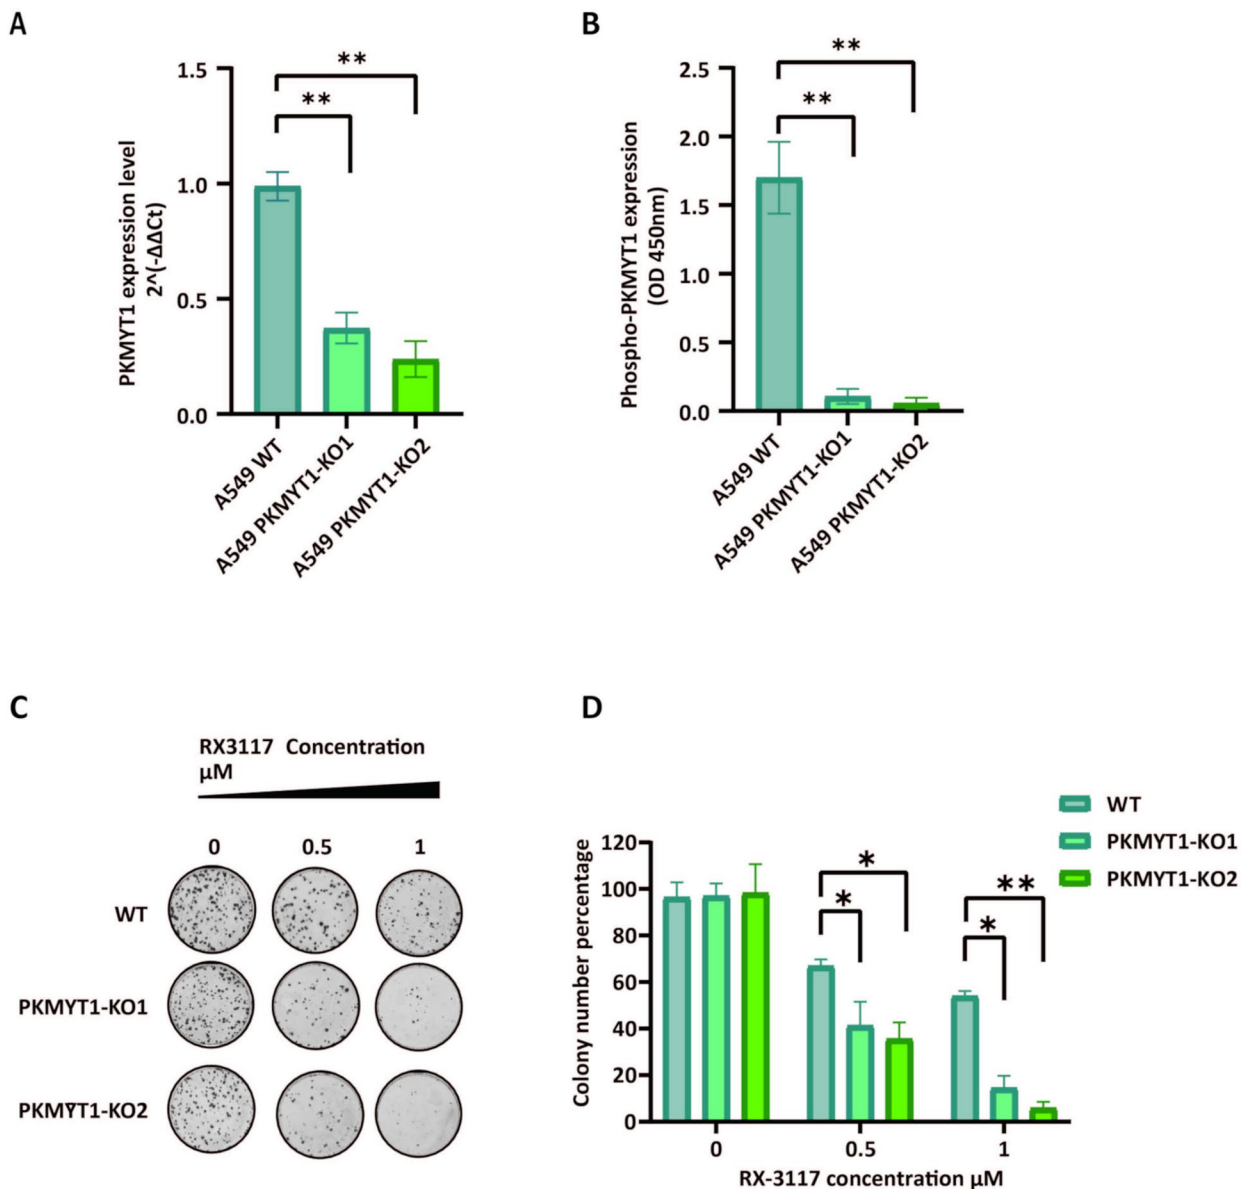 A
PKMYT1 expression level
2^(-ΔΔCt)
1.5
1.0
0.5
0.0
**
**
A549 WT
A549 PKMYT1-KO1
A549 PKMYT1-KO2
B
Phospho-PKMYT1 expression
(OD 450nm)
2.5
2.0
1.5
1.0
0.5
0.0
**
**
A549 WT
A549 PKMYT1-KO1
A549 PKMYT1-KO2
C
RX3117 Concentration
μM
0 0.5 1
WT
PKMYT1-KO1
PKMYT1-KO2
D
WT
PKMYT1-KO1
PKMYT1-KO2
Colony number percentage
120
100
80
60
40
20
0
*
*
**
*
0 0.5 1
RX-3117 concentration μM